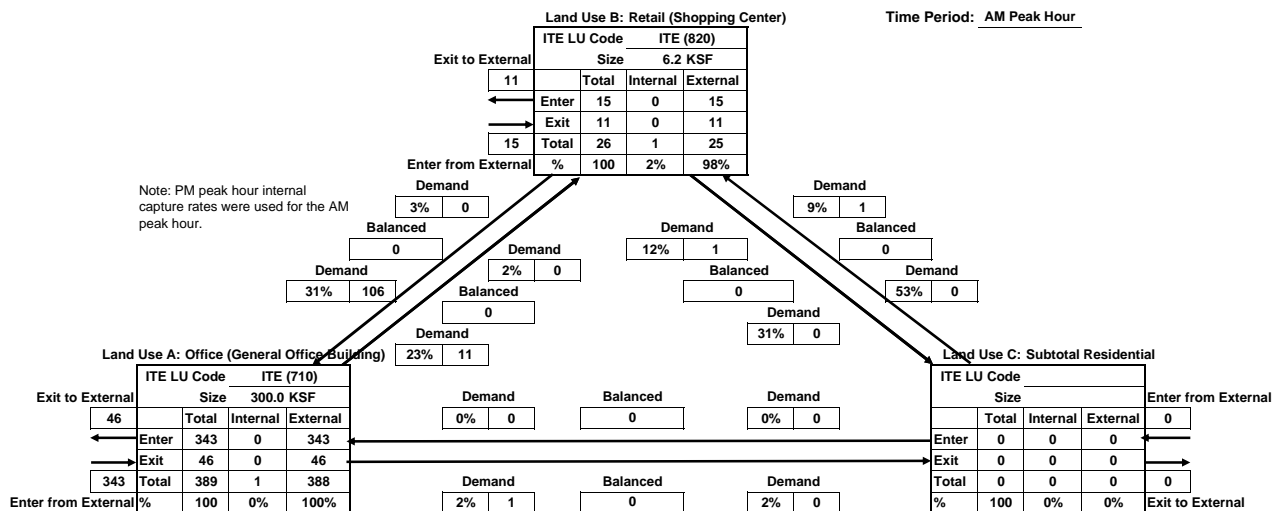 Land Use B: Retail (Shopping Center)
Time Period: AM Peak Hour
ITE LU Code ITE (820)
Exit to External Size 6.2 KSF
11 Total Internal External
Enter 15 0 15
Exit 11 0 11
15 Total 26 1 25
Enter from External % 100 2% 98%
Note: PM peak hour internal
capture rates were used for the AM
peak hour.
Demand
3% 0
Balanced
0
Demand
31% 106
Demand
2% 0
Balanced
0
Demand
23% 11
Demand
12% 1
Balanced
0
Demand
31% 0
Demand
9% 1
Balanced
0
Demand
53% 0
Land Use A: Office (General Office Building)
ITE LU Code ITE (710)
Exit to External Size 300.0 KSF
46 Total Internal External
Enter 343 0 343
Exit 46 0 46
343 Total 389 1 388
Enter from External % 100 0% 100%
Demand Balanced Demand
0% 0 0 0% 0
Demand Balanced Demand
2% 1 0 2% 0
Land Use C: Subtotal Residential
ITE LU Code
Size Enter from External
Total Internal External 0
Enter 0 0 0
Exit 0 0 0
Total 0 0 0 0
% 100 0% 0% Exit to External